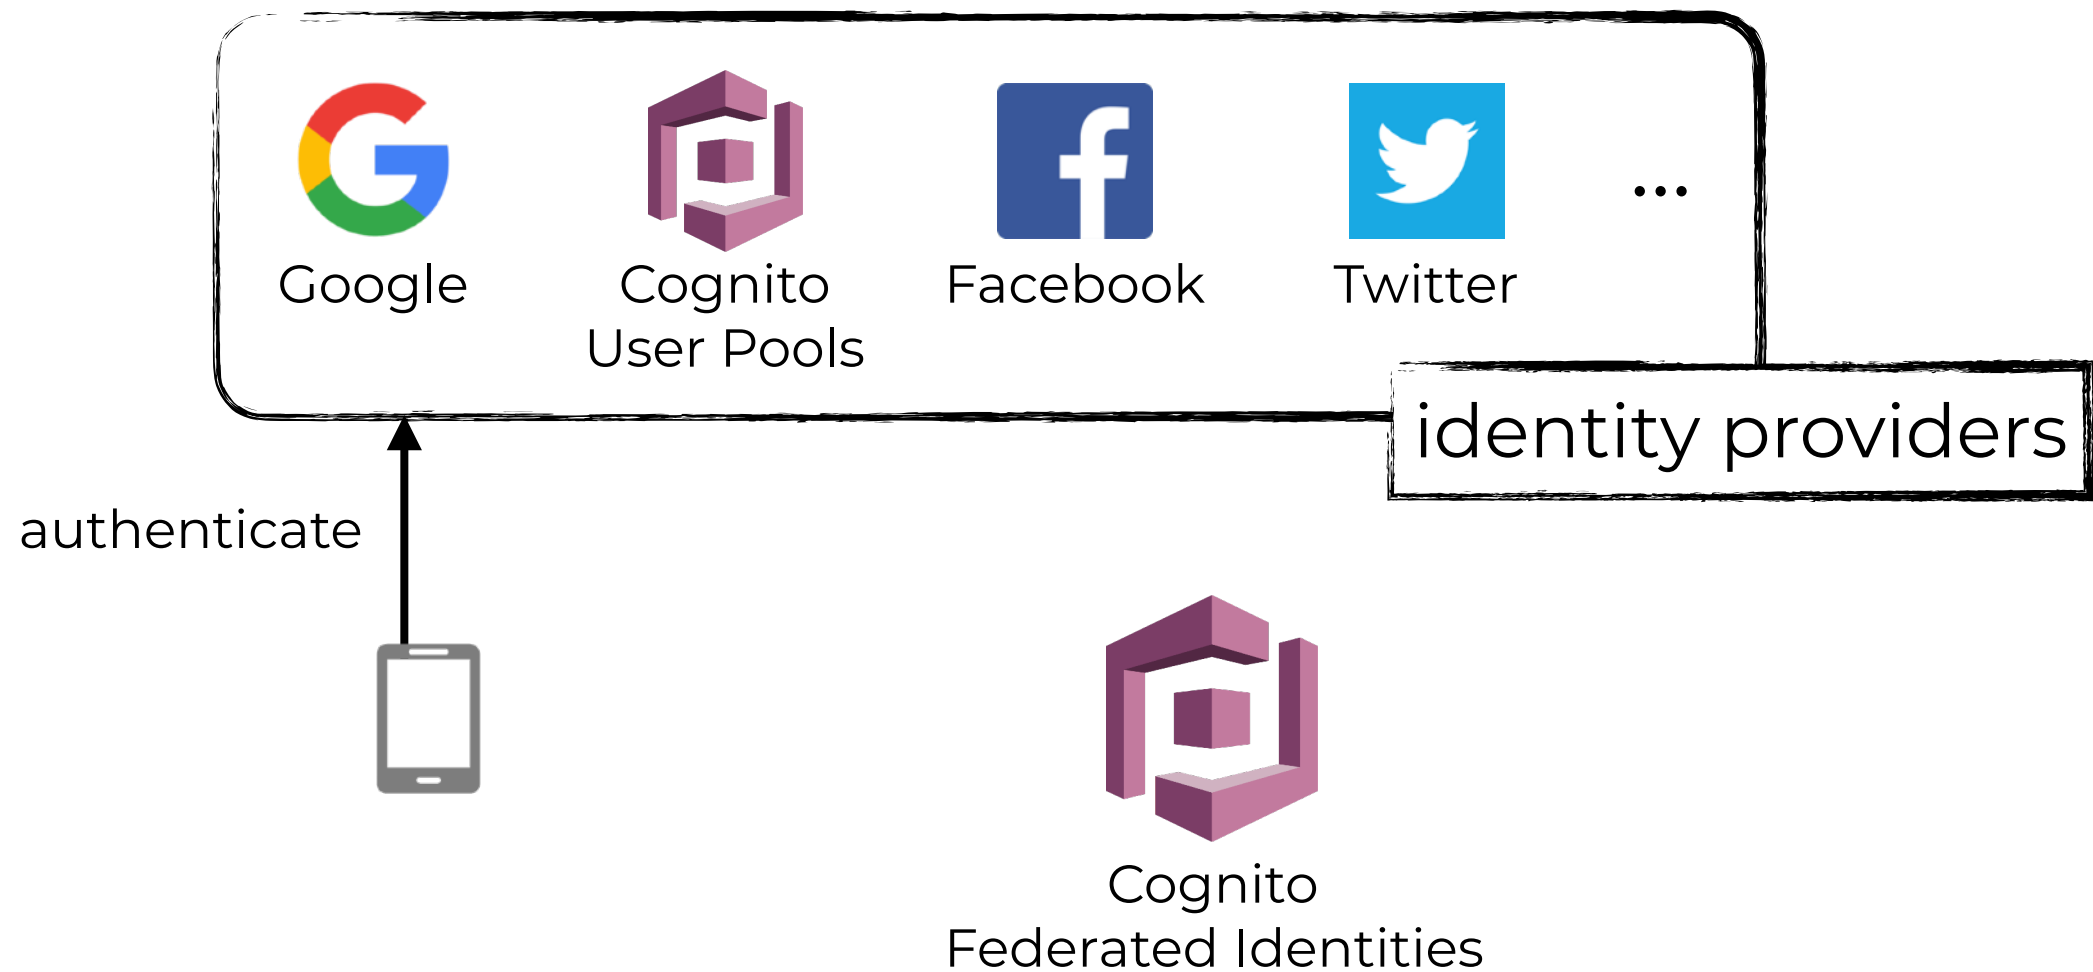 Google
Cognito
User Pools
Facebook
Twitter
...
identity providers
authenticate
Cognito
Federated Identities